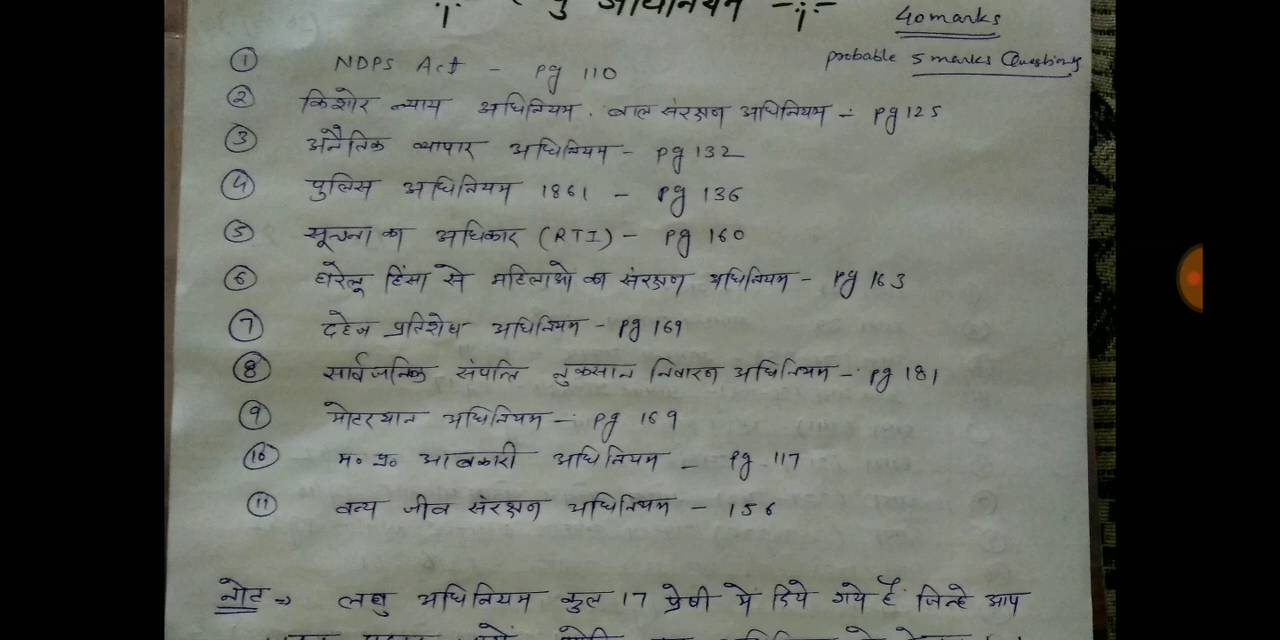 अधिनियम
40 marks
probable 5 marks Questions
① NDPS Act - pg 110
② किशोर न्याय अधिनियम . बाल संरक्षण अधिनियम - pg 125
③ अनैतिक व्यापार अधिनियम - pg 132
④ पुलिस अधिनियम 1861 - pg 136
⑤ सूचना का अधिकार (RTI) - pg 160
⑥ घरेलू हिंसा से महिलाओ का संरक्षण अधिनियम - pg 163
⑦ दहेज प्रतिशेध अधिनियम - pg 169
⑧ सार्वजनिक संपत्ति नुकसान निवारण अधिनियम - pg 181
⑨ मोटरयान अधिनियम - pg 169
⑩ म० प्र० आबकारी अधिनियम - pg 117
⑪ वन्य जीव संरक्षण अधिनियम - 156
नोट => लघु अधिनियम कुल 17 प्रेषी मे दिये गये है जिन्हे आप